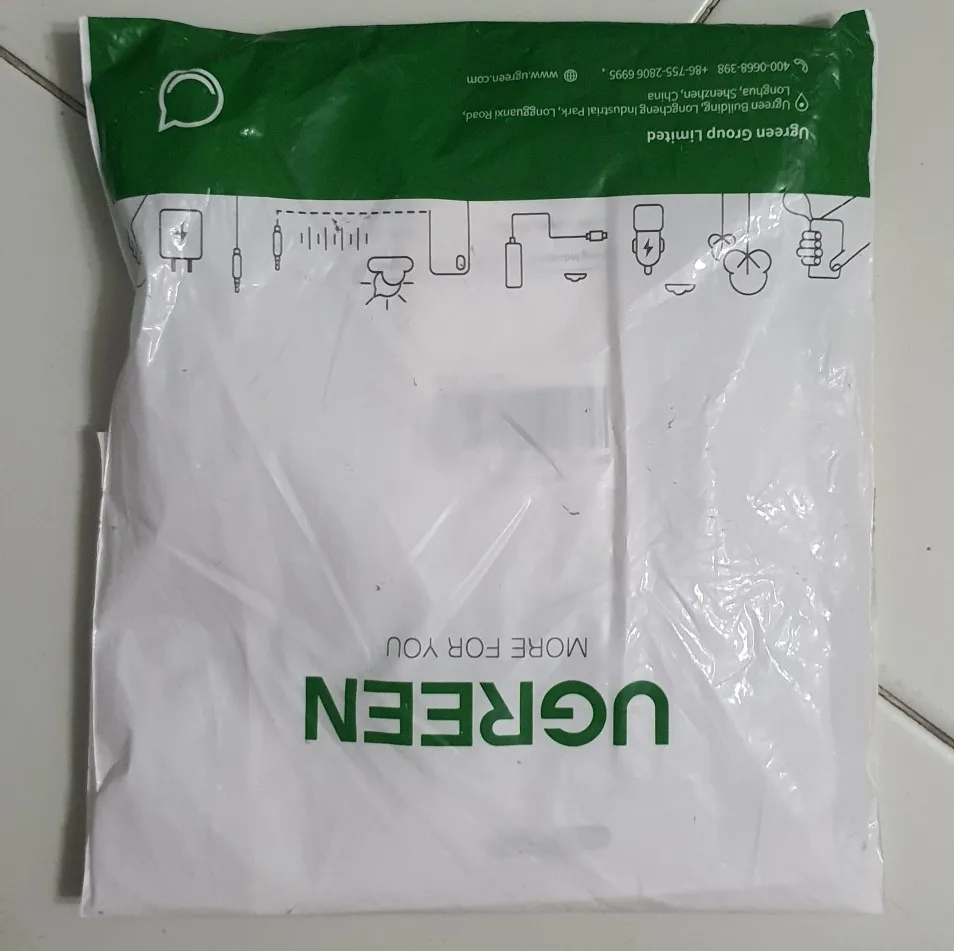 UGREEN
MORE FOR YOU
Ugreen Group Limited
Ugreen Building, Longcheng Industrial Park, Longguanxi Road,
Longhua, Shenzhen, China
400-0668-398 +86-755-2806 6995 www.ugreen.com